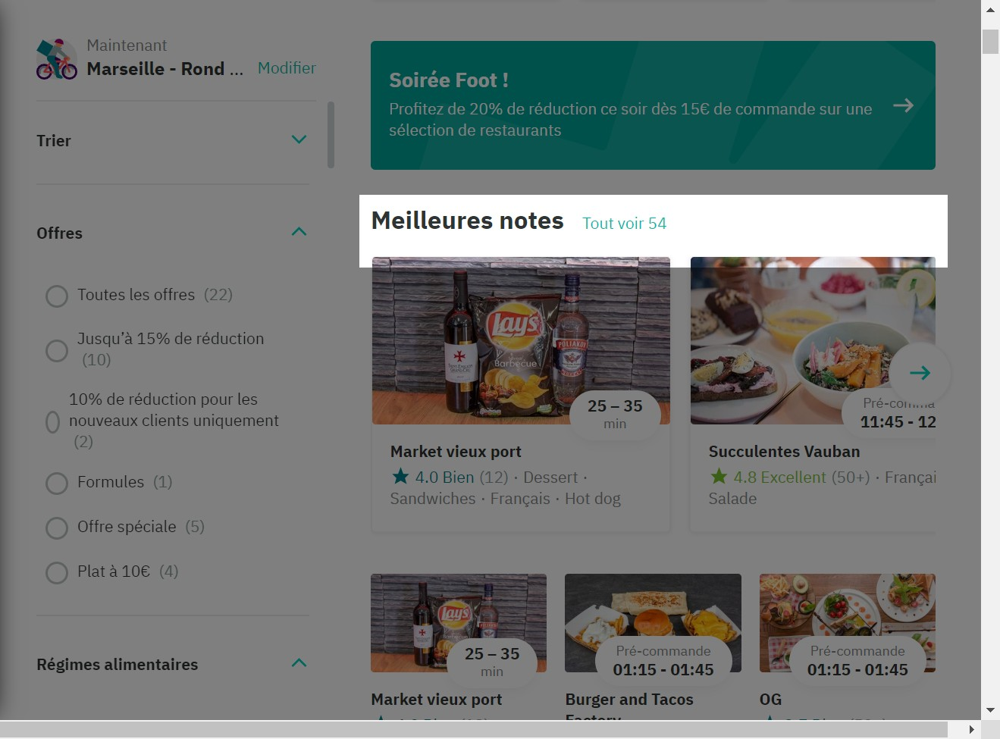 Maintenant
Marseille - Rond ...
Modifier
Trier
Offres
Toutes les offres (22)
Jusqu’à 15% de réduction
(10)
10% de réduction pour les
nouveaux clients uniquement
(2)
Formules (1)
Offre spéciale (5)
Plat à 10€ (4)
Régimes alimentaires
Soirée Foot !
Profitez de 20% de réduction ce soir dès 15€ de commande sur une
sélection de restaurants
Meilleures notes Tout voir 54
Lay's
Barbecue
POLIAKOV
25 – 35
min
Market vieux port
4.0 Bien (12) · Dessert ·
Sandwiches · Français · Hot dog
Pré-comma
11:45 - 12
Succulentes Vauban
4.8 Excellent (50+) · Françai
Salade
Lay's
25 – 35
min
Market vieux port
Pré-commande
01:15 - 01:45
Burger and Tacos
Factory
Pré-commande
01:15 - 01:45
OG